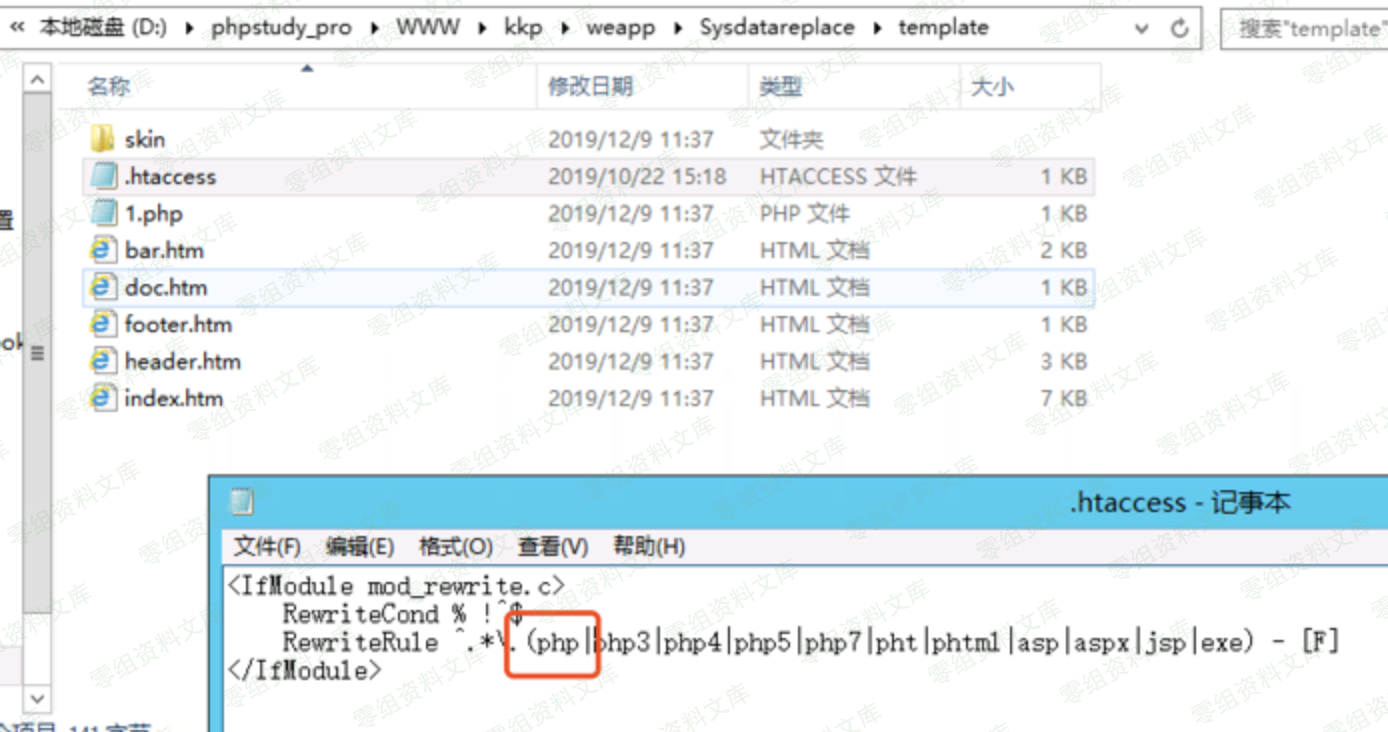 « 本地磁盘 (D:) ▸ phpstudy_pro ▸ WWW ▸ kkp ▸ weapp ▸ Sysdatareplace ▸ template 搜索"template"
名称 修改日期 类型 大小
skin 2019/12/9 11:37 文件夹
.htaccess 2019/10/22 15:18 HTACCESS 文件 1 KB
置
1.php 2019/12/9 11:37 PHP 文件 1 KB
bar.htm 2019/12/9 11:37 HTML 文档 2 KB
doc.htm 2019/12/9 11:37 HTML 文档 1 KB
footer.htm 2019/12/9 11:37 HTML 文档 1 KB
ok
header.htm 2019/12/9 11:37 HTML 文档 3 KB
index.htm 2019/12/9 11:37 HTML 文档 7 KB
.htaccess - 记事本
文件(F) 编辑(E) 格式(O) 查看(V) 帮助(H)
<IfModule mod_rewrite.c>
RewriteCond % !^$
RewriteRule ^.*\.(php|php3|php4|php5|php7|pht|phtml|asp|aspx|jsp|exe) - [F]
</IfModule>
个项目 141 字节
零组资料文库